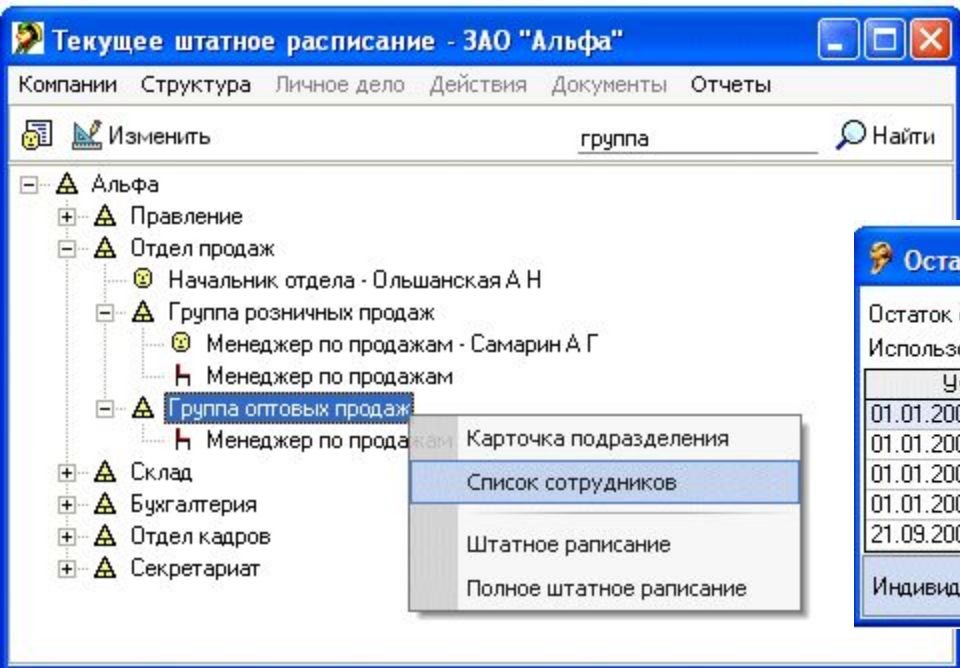 Текущее штатное расписание - ЗАО "Альфа"
Компании Структура Личное дело Действия Документы Отчеты
Изменить группа Найти
Альфа
Правление
Отдел продаж
Начальник отдела - Ольшанская А Н
Группа розничных продаж
Менеджер по продажам - Самарин А Г
Менеджер по продажам
Группа оптовых продаж
Менеджер по продажам
Склад
Бухгалтерия
Отдел кадров
Секретариат
Карточка подразделения
Список сотрудников
Штатное раписание
Полное штатное раписание
Оста
Остаток
Использо
01.01.200
01.01.200
01.01.200
01.01.200
21.09.200
Индивид